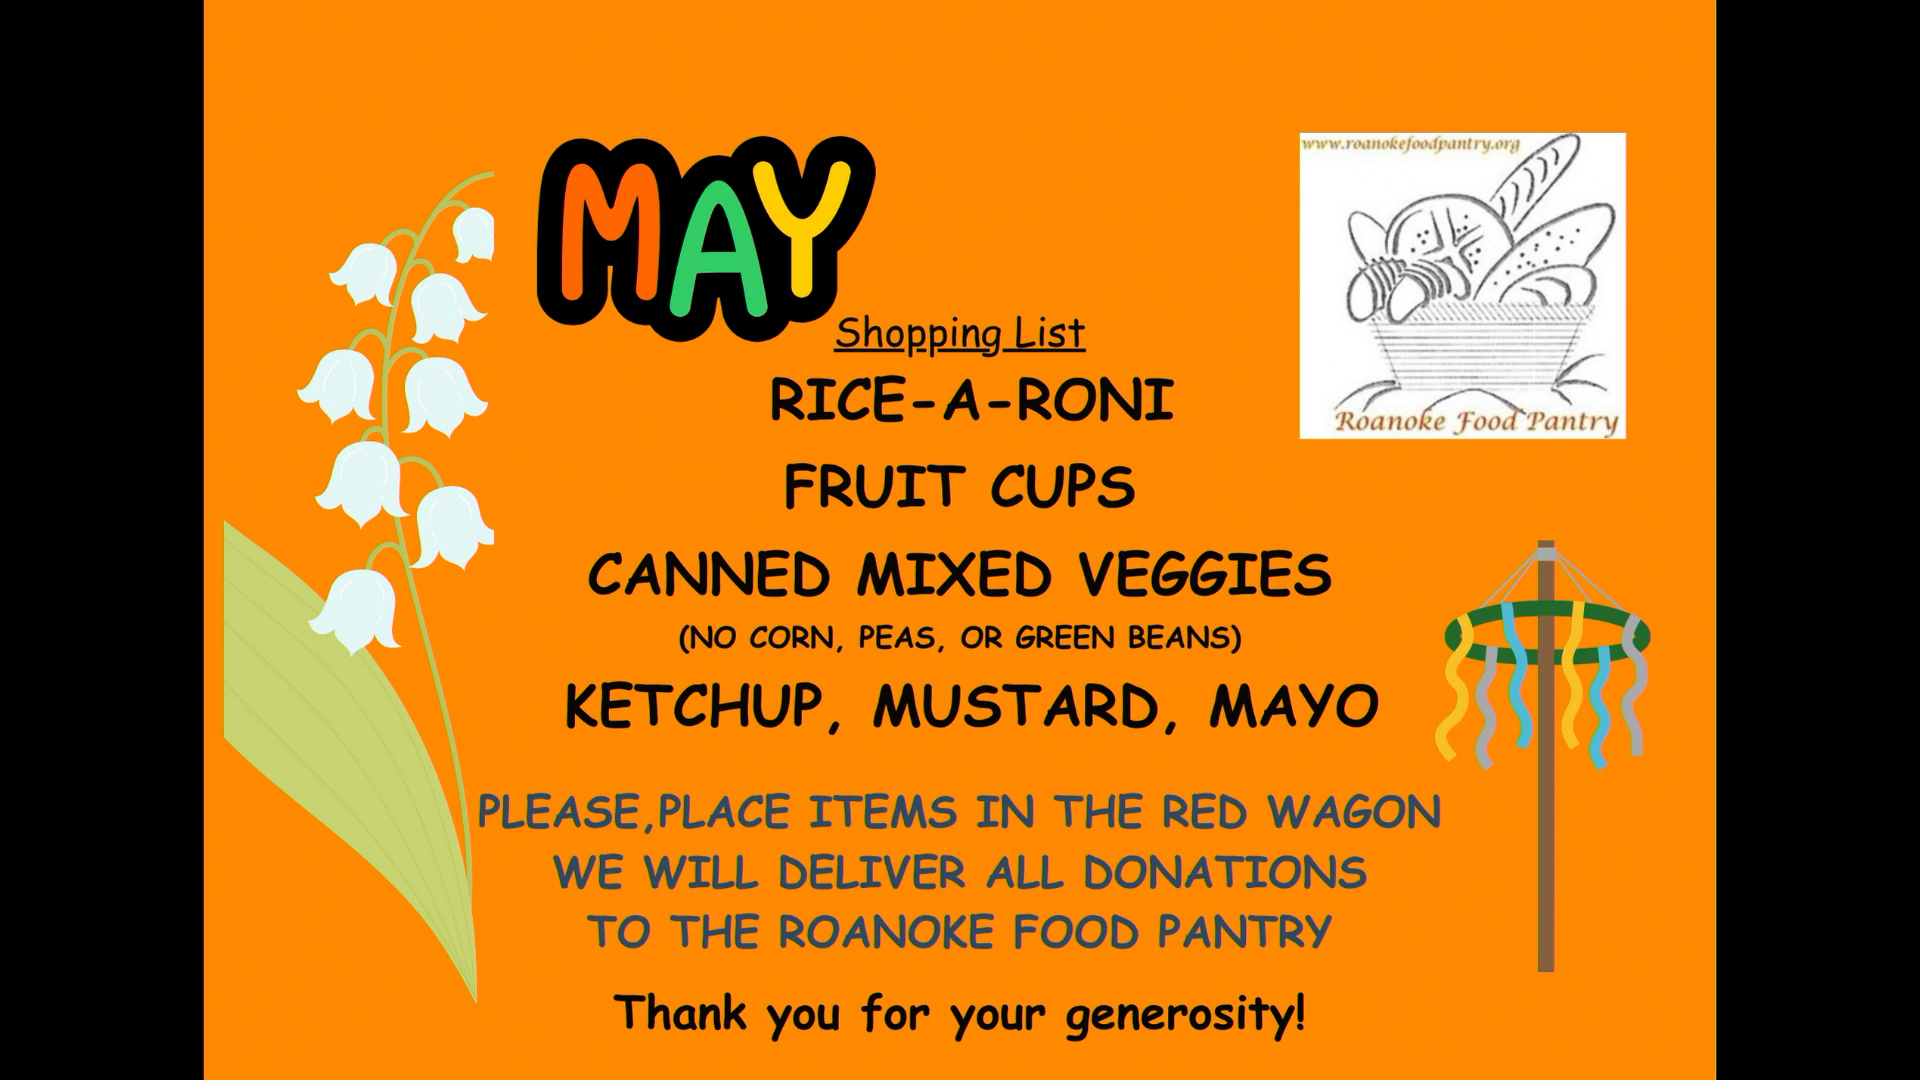 MAY
www.roanokefoodpantry.org
Roanoke Food Pantry
Shopping List
RICE-A-RONI
FRUIT CUPS
CANNED MIXED VEGGIES
(NO CORN, PEAS, OR GREEN BEANS)
KETCHUP, MUSTARD, MAYO
PLEASE,PLACE ITEMS IN THE RED WAGON
WE WILL DELIVER ALL DONATIONS
TO THE ROANOKE FOOD PANTRY
Thank you for your generosity!